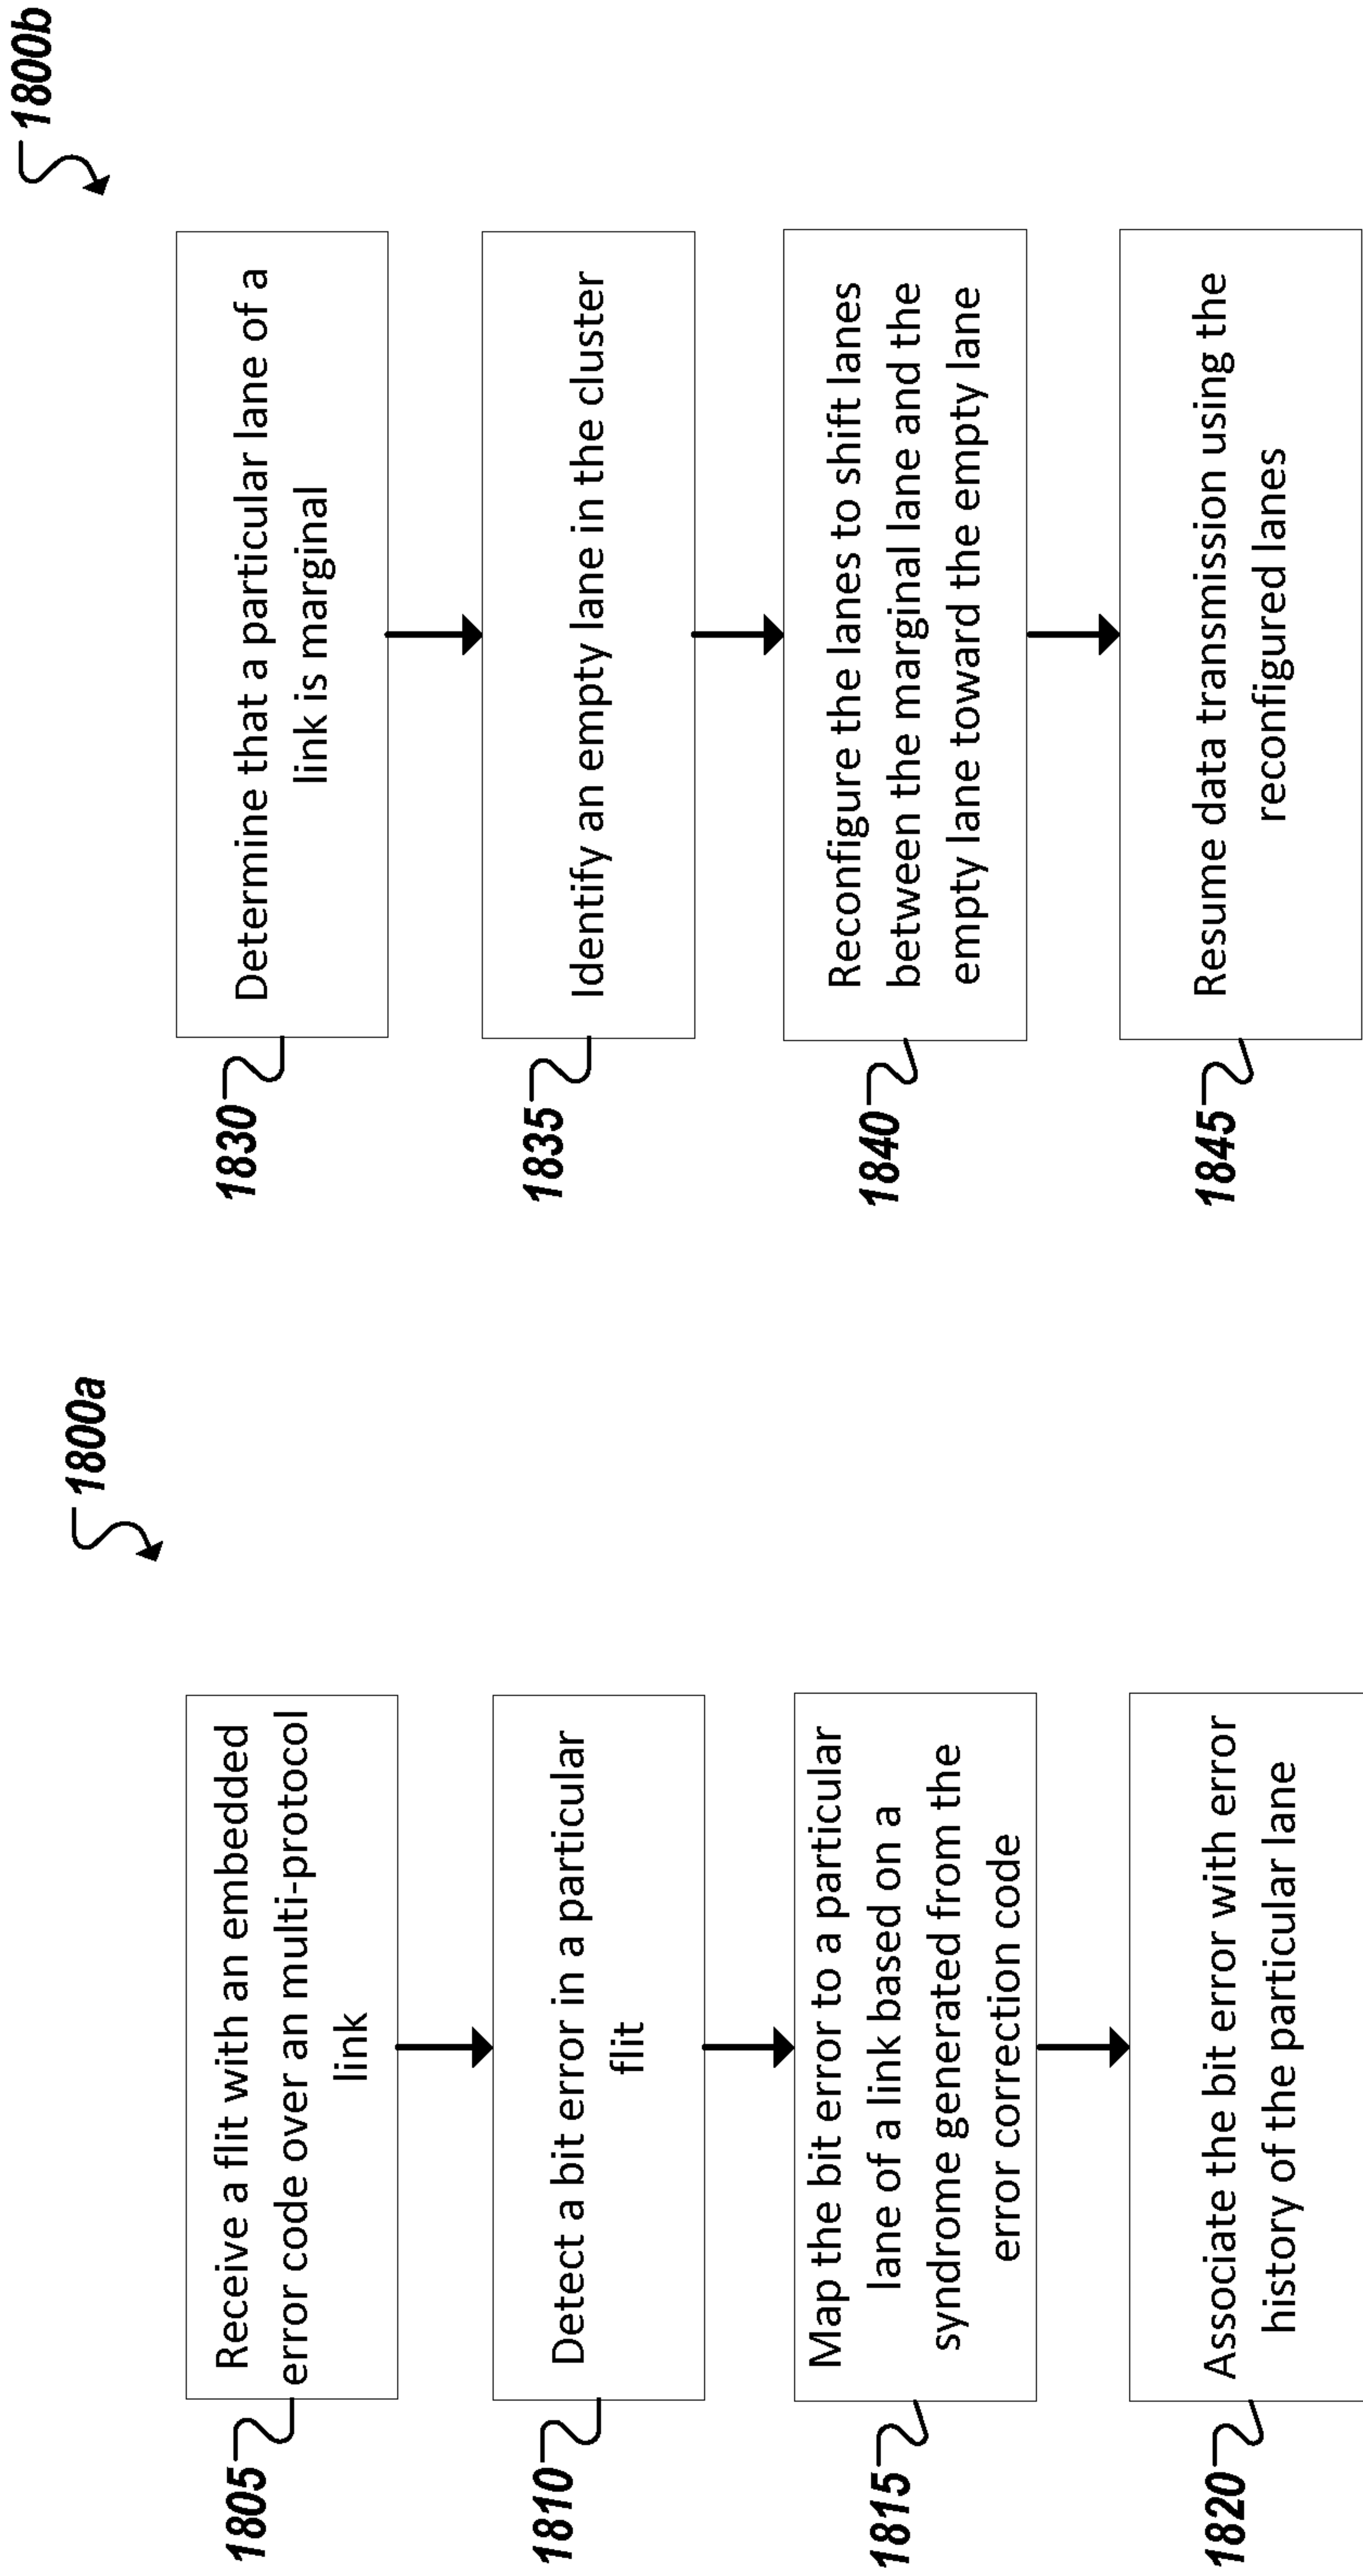 1800a
1805
Receive a flit with an embedded
error code over an multi-protocol
link
1810
Detect a bit error in a particular
flit
1815
Map the bit error to a particular
lane of a link based on a
syndrome generated from the
error correction code
1820
Associate the bit error with error
history of the particular lane
1800b
1830
Determine that a particular lane of a
link is marginal
1835
Identify an empty lane in the cluster
1840
Reconfigure the lanes to shift lanes
between the marginal lane and the
empty lane toward the empty lane
1845
Resume data transmission using the
reconfigured lanes